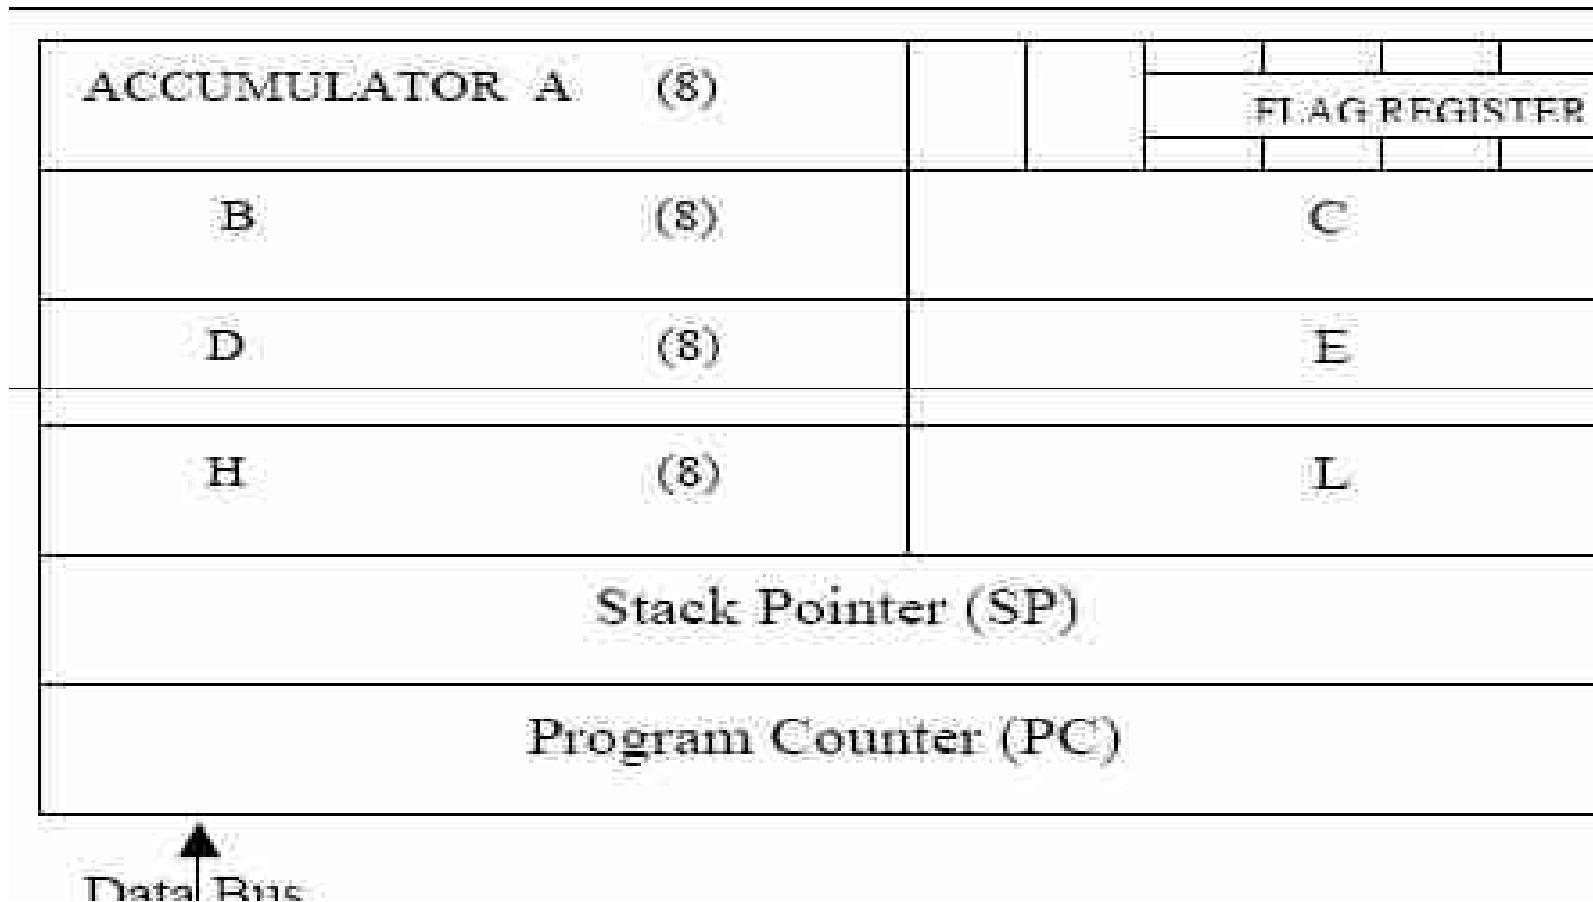 ACCUMULATOR A (8) FLAG REGISTER
B (8) C
D (8) E
H (8) L
Stack Pointer (SP)
Program Counter (PC)
Data Bus